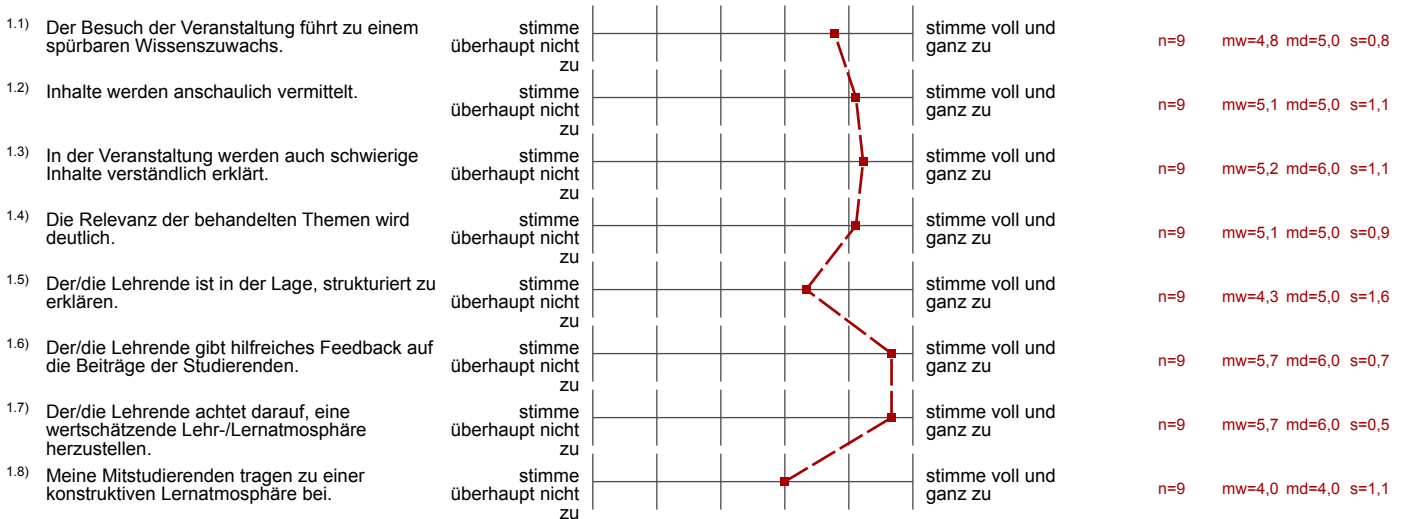 1.1) Der Besuch der Veranstaltung führt zu einem
spürbaren Wissenszuwachs.
stimme
überhaupt nicht
zu
stimme voll und
ganz zu
n=9 mw=4,8 md=5,0 s=0,8
1.2) Inhalte werden anschaulich vermittelt.
stimme
überhaupt nicht
zu
stimme voll und
ganz zu
n=9 mw=5,1 md=5,0 s=1,1
1.3) In der Veranstaltung werden auch schwierige
Inhalte verständlich erklärt.
stimme
überhaupt nicht
zu
stimme voll und
ganz zu
n=9 mw=5,2 md=6,0 s=1,1
1.4) Die Relevanz der behandelten Themen wird
deutlich.
stimme
überhaupt nicht
zu
stimme voll und
ganz zu
n=9 mw=5,1 md=5,0 s=0,9
1.5) Der/die Lehrende ist in der Lage, strukturiert zu
erklären.
stimme
überhaupt nicht
zu
stimme voll und
ganz zu
n=9 mw=4,3 md=5,0 s=1,6
1.6) Der/die Lehrende gibt hilfreiches Feedback auf
die Beiträge der Studierenden.
stimme
überhaupt nicht
zu
stimme voll und
ganz zu
n=9 mw=5,7 md=6,0 s=0,7
1.7) Der/die Lehrende achtet darauf, eine
wertschätzende Lehr-/Lernatmosphäre
herzustellen.
stimme
überhaupt nicht
zu
stimme voll und
ganz zu
n=9 mw=5,7 md=6,0 s=0,5
1.8) Meine Mitstudierenden tragen zu einer
konstruktiven Lernatmosphäre bei.
stimme
überhaupt nicht
zu
stimme voll und
ganz zu
n=9 mw=4,0 md=4,0 s=1,1